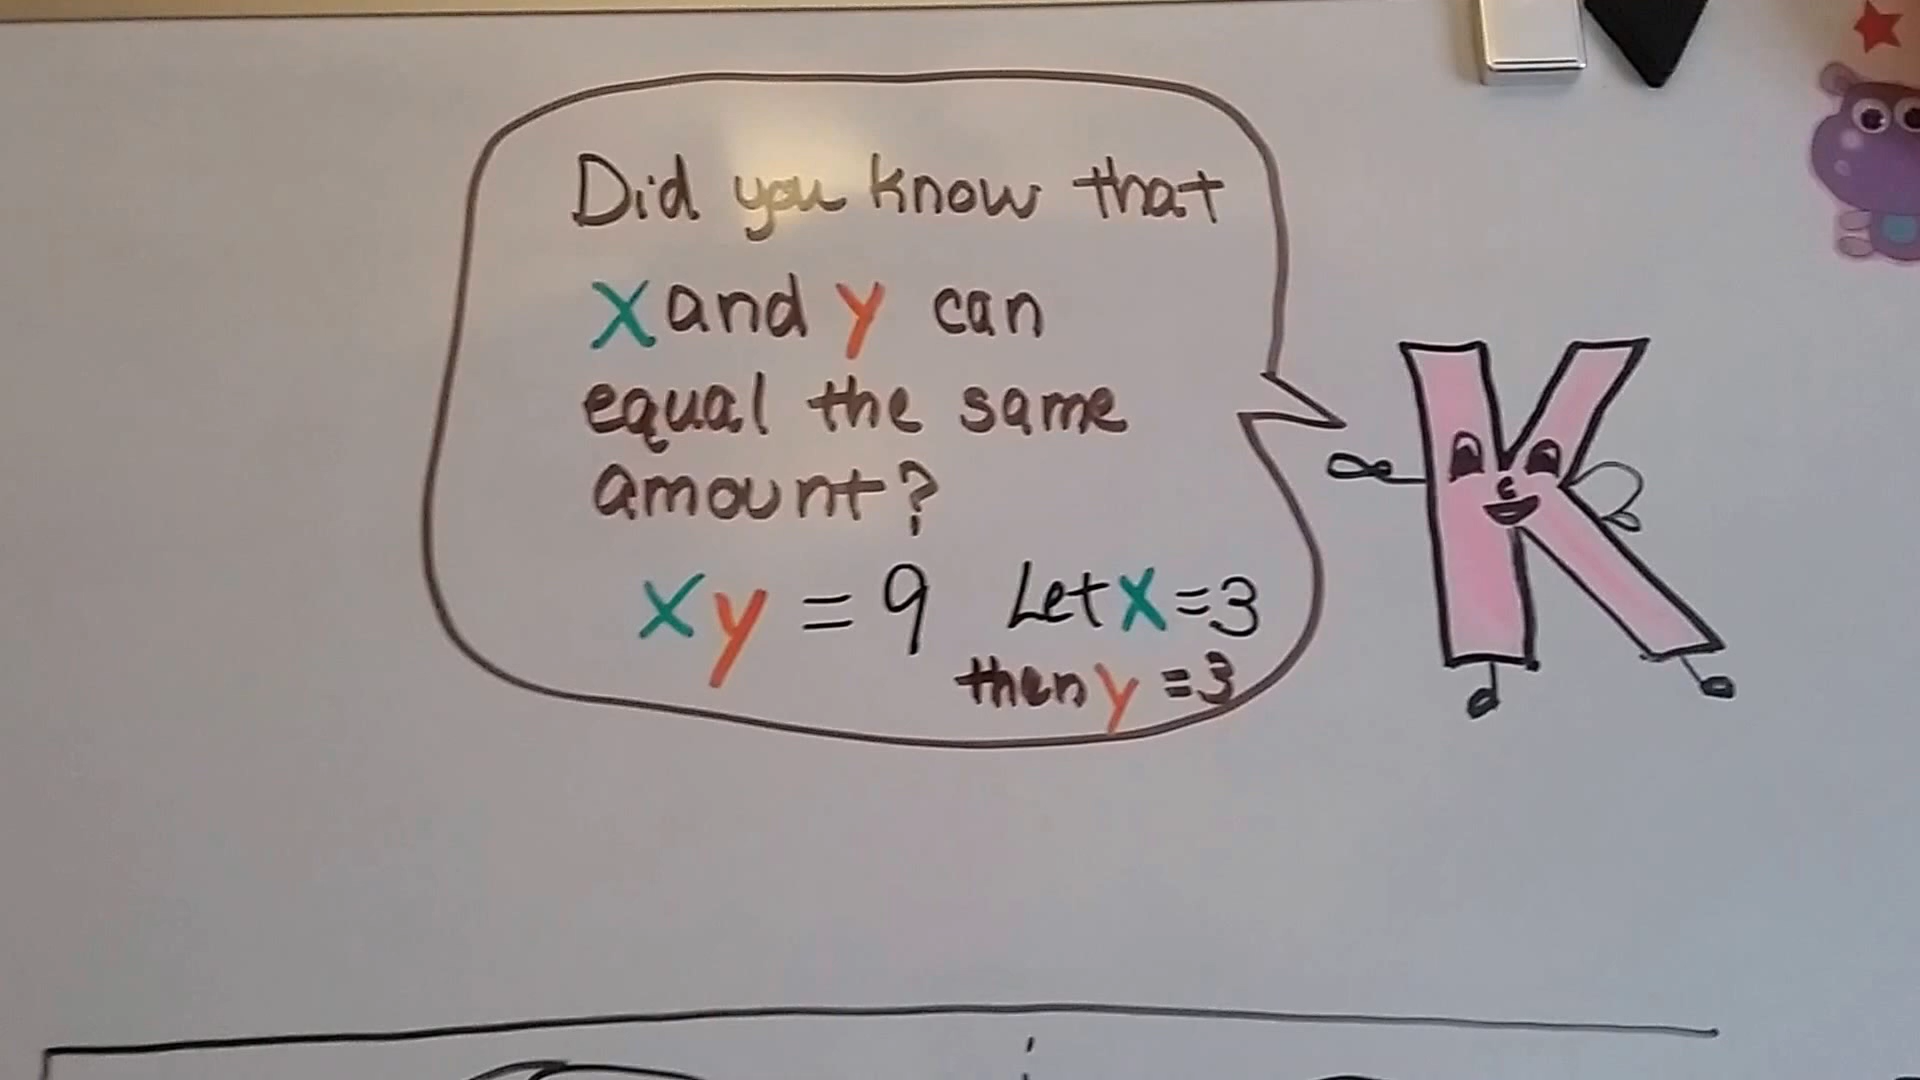 Did you know that
x and y can
equal the same
amount?
xy = 9 Let x = 3
then y = 3
K